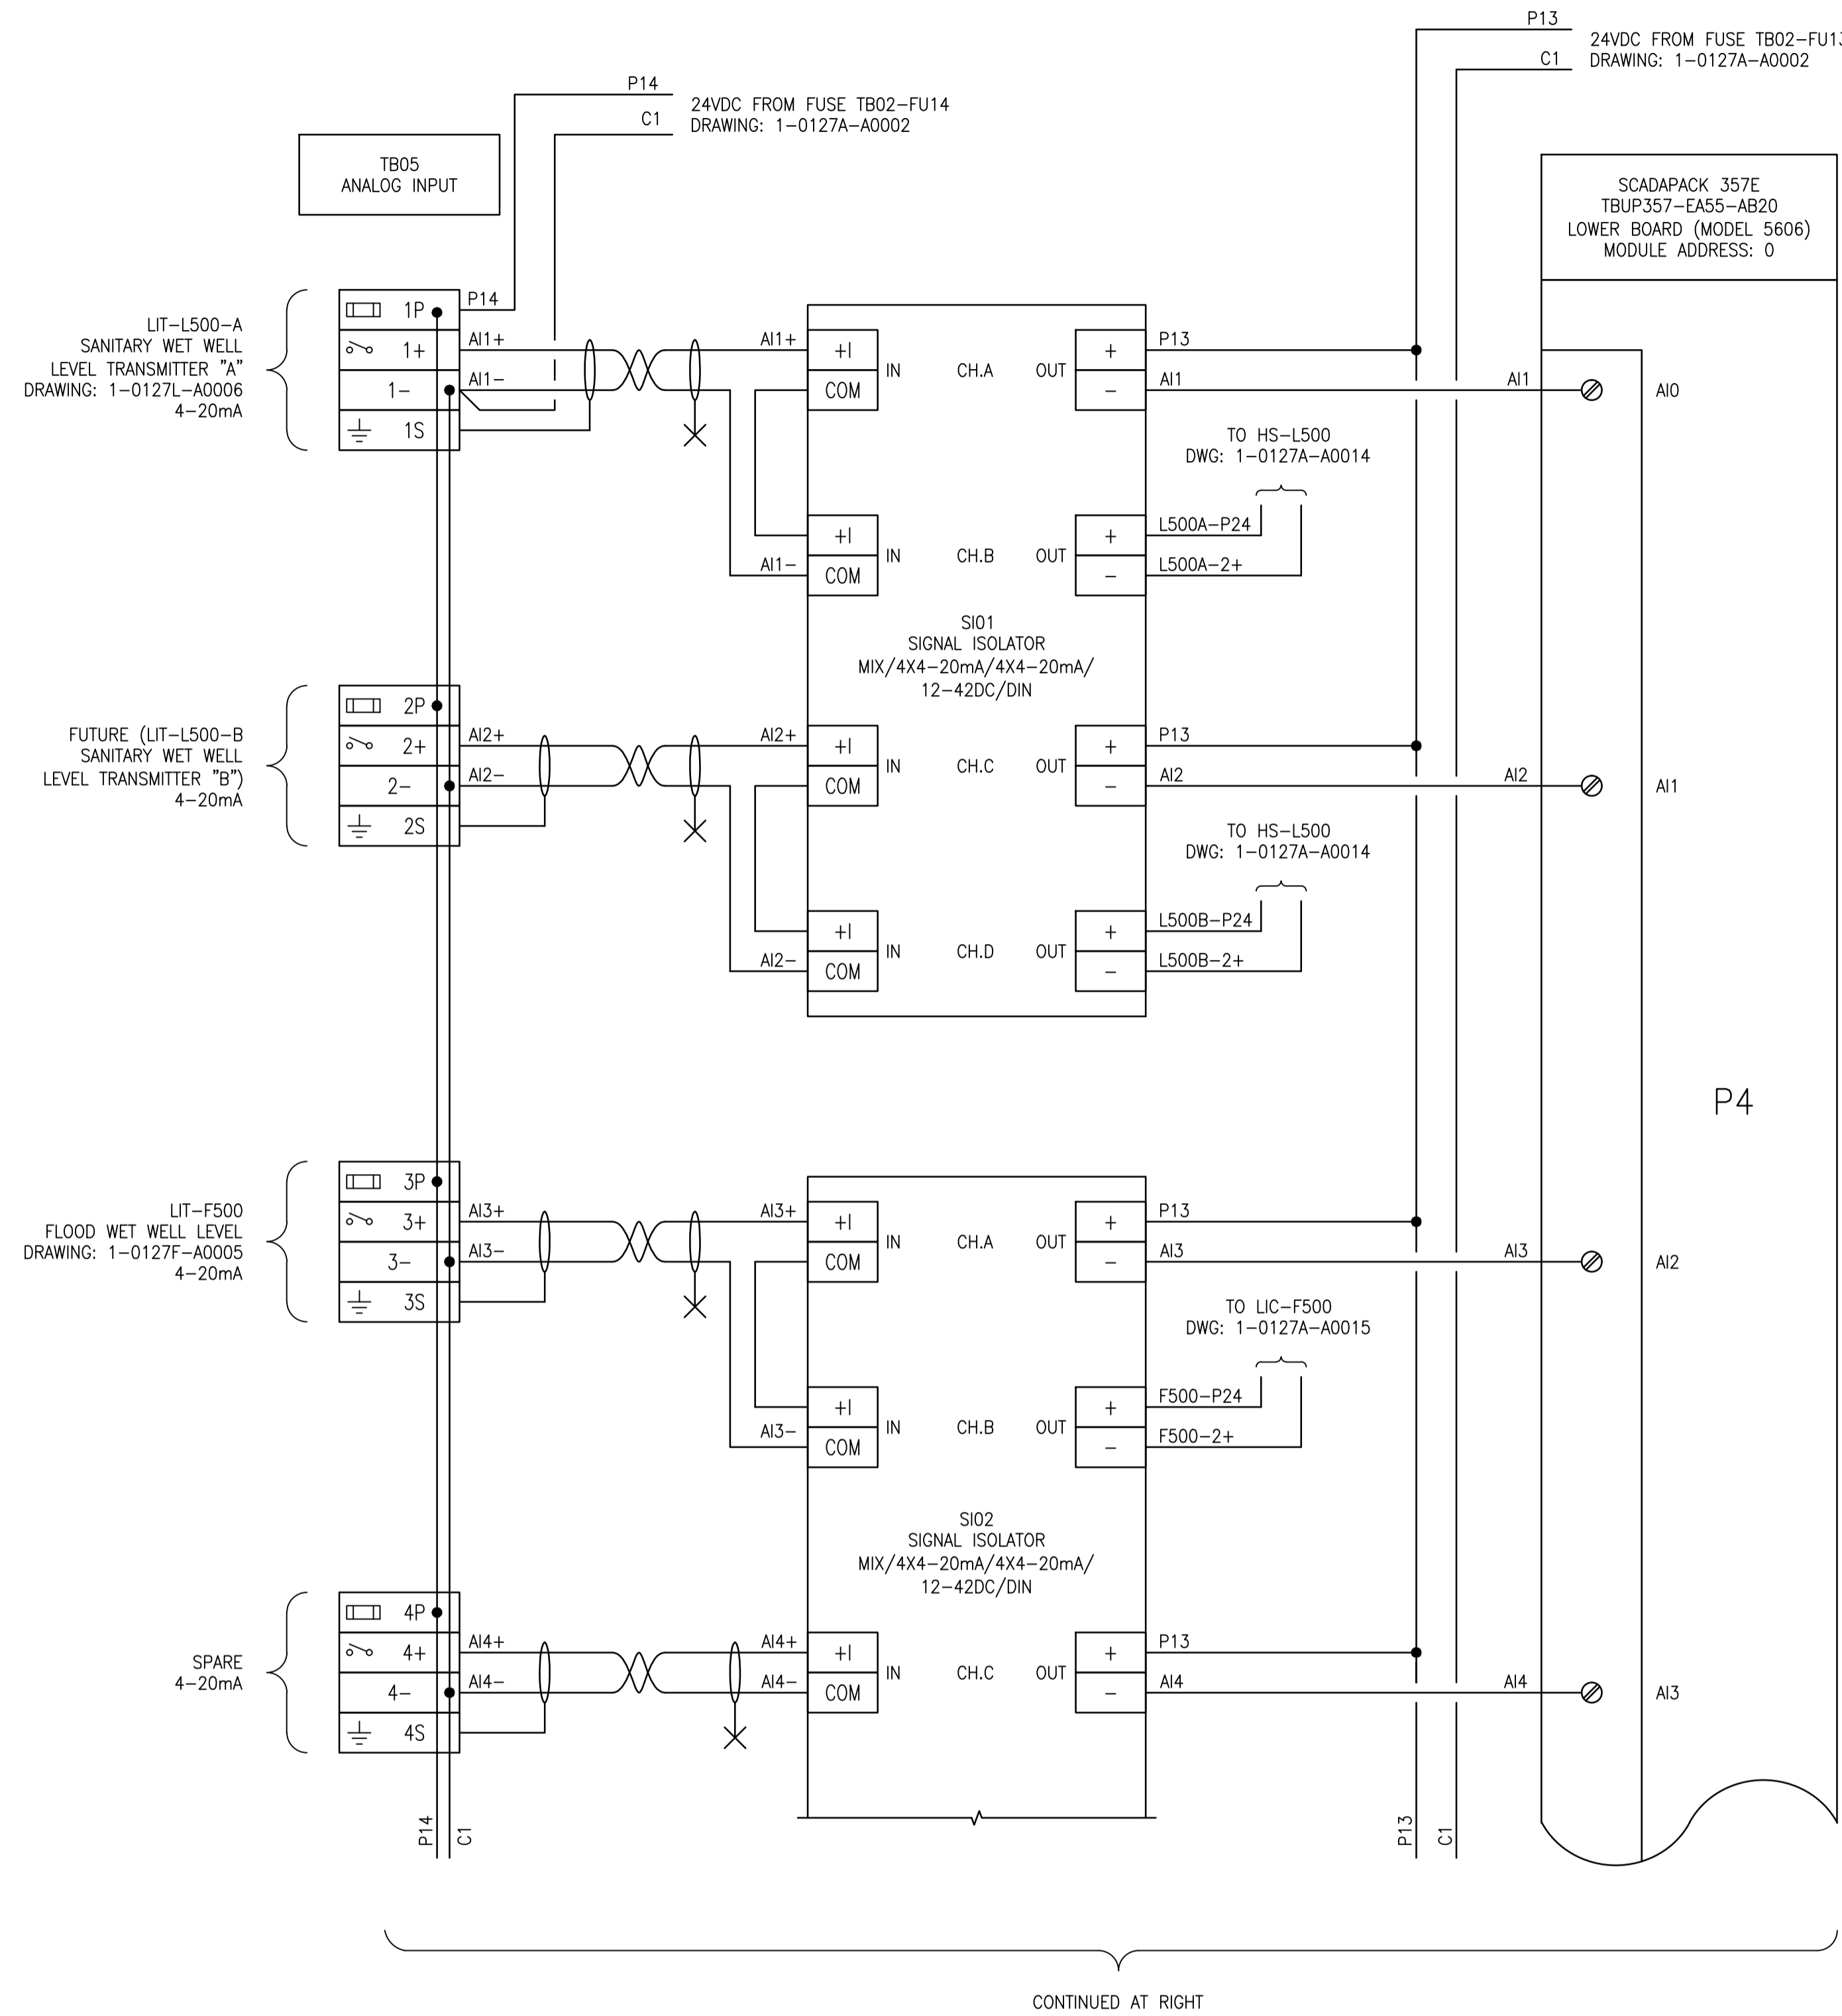 P13
24VDC FROM FUSE TB02-FU13
C1
DRAWING: 1-0127A-A0002
P14
24VDC FROM FUSE TB02-FU14
C1
DRAWING: 1-0127A-A0002
TB05
ANALOG INPUT
SCADAPACK 357E
TBUP357-EA55-AB20
LOWER BOARD (MODEL 5606)
MODULE ADDRESS: 0
LIT-L500-A
SANITARY WET WELL
LEVEL TRANSMITTER "A"
DRAWING: 1-0127L-A0006
4-20mA
1P
P14
1+
AI1+
AI1+
+I
1-
AI1-
COM
1S
IN
CH.A
OUT
+
P13
-
AI1
AI1
AI0
TO HS-L500
DWG: 1-0127A-A0014
+I
AI1-
COM
IN
CH.B
OUT
+
L500A-P24
-
L500A-2+
SI01
SIGNAL ISOLATOR
MIX/4X4-20mA/4X4-20mA/
12-42DC/DIN
FUTURE (LIT-L500-B
SANITARY WET WELL
LEVEL TRANSMITTER "B")
4-20mA
2P
2+
AI2+
AI2+
+I
2-
AI2-
COM
2S
IN
CH.C
OUT
+
P13
-
AI2
AI2
AI1
TO HS-L500
DWG: 1-0127A-A0014
+I
AI2-
COM
IN
CH.D
OUT
+
L500B-P24
-
L500B-2+
P4
LIT-F500
FLOOD WET WELL LEVEL
DRAWING: 1-0127F-A0005
4-20mA
3P
3+
AI3+
AI3+
+I
3-
AI3-
COM
3S
IN
CH.A
OUT
+
P13
-
AI3
AI3
AI2
TO LIC-F500
DWG: 1-0127A-A0015
+I
AI3-
COM
IN
CH.B
OUT
+
F500-P24
-
F500-2+
SI02
SIGNAL ISOLATOR
MIX/4X4-20mA/4X4-20mA/
12-42DC/DIN
SPARE
4-20mA
4P
4+
AI4+
AI4+
+I
4-
AI4-
AI4-
COM
4S
IN
CH.C
OUT
+
P13
-
AI4
AI4
AI3
P14
C1
P13
C1
CONTINUED AT RIGHT